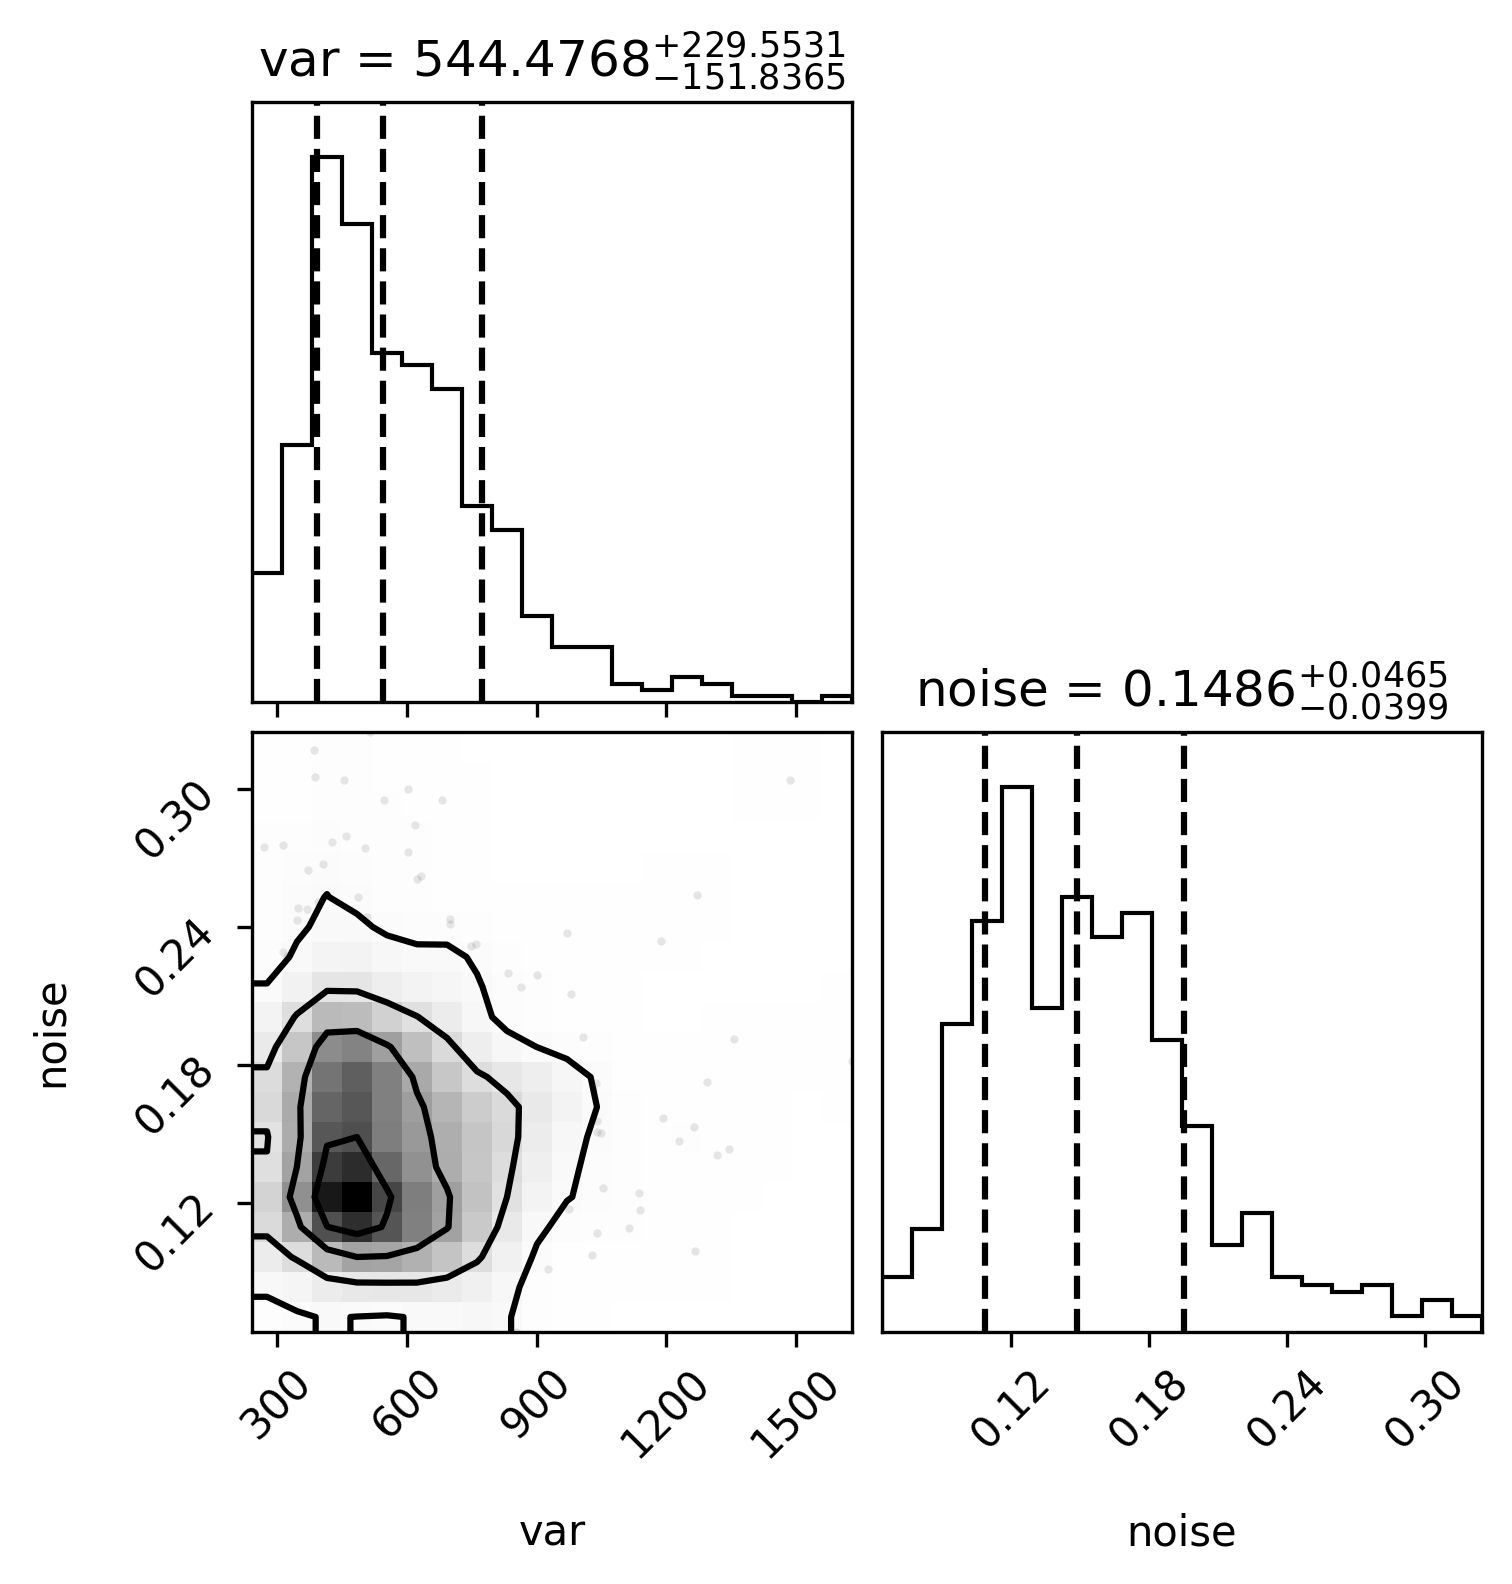 var = 544.4768+229.5531−151.8365
noise = 0.1486+0.0465−0.0399
noise
0.30
0.24
0.18
0.12
300 600 900 1200 1500
0.12 0.18 0.24 0.30
var
noise